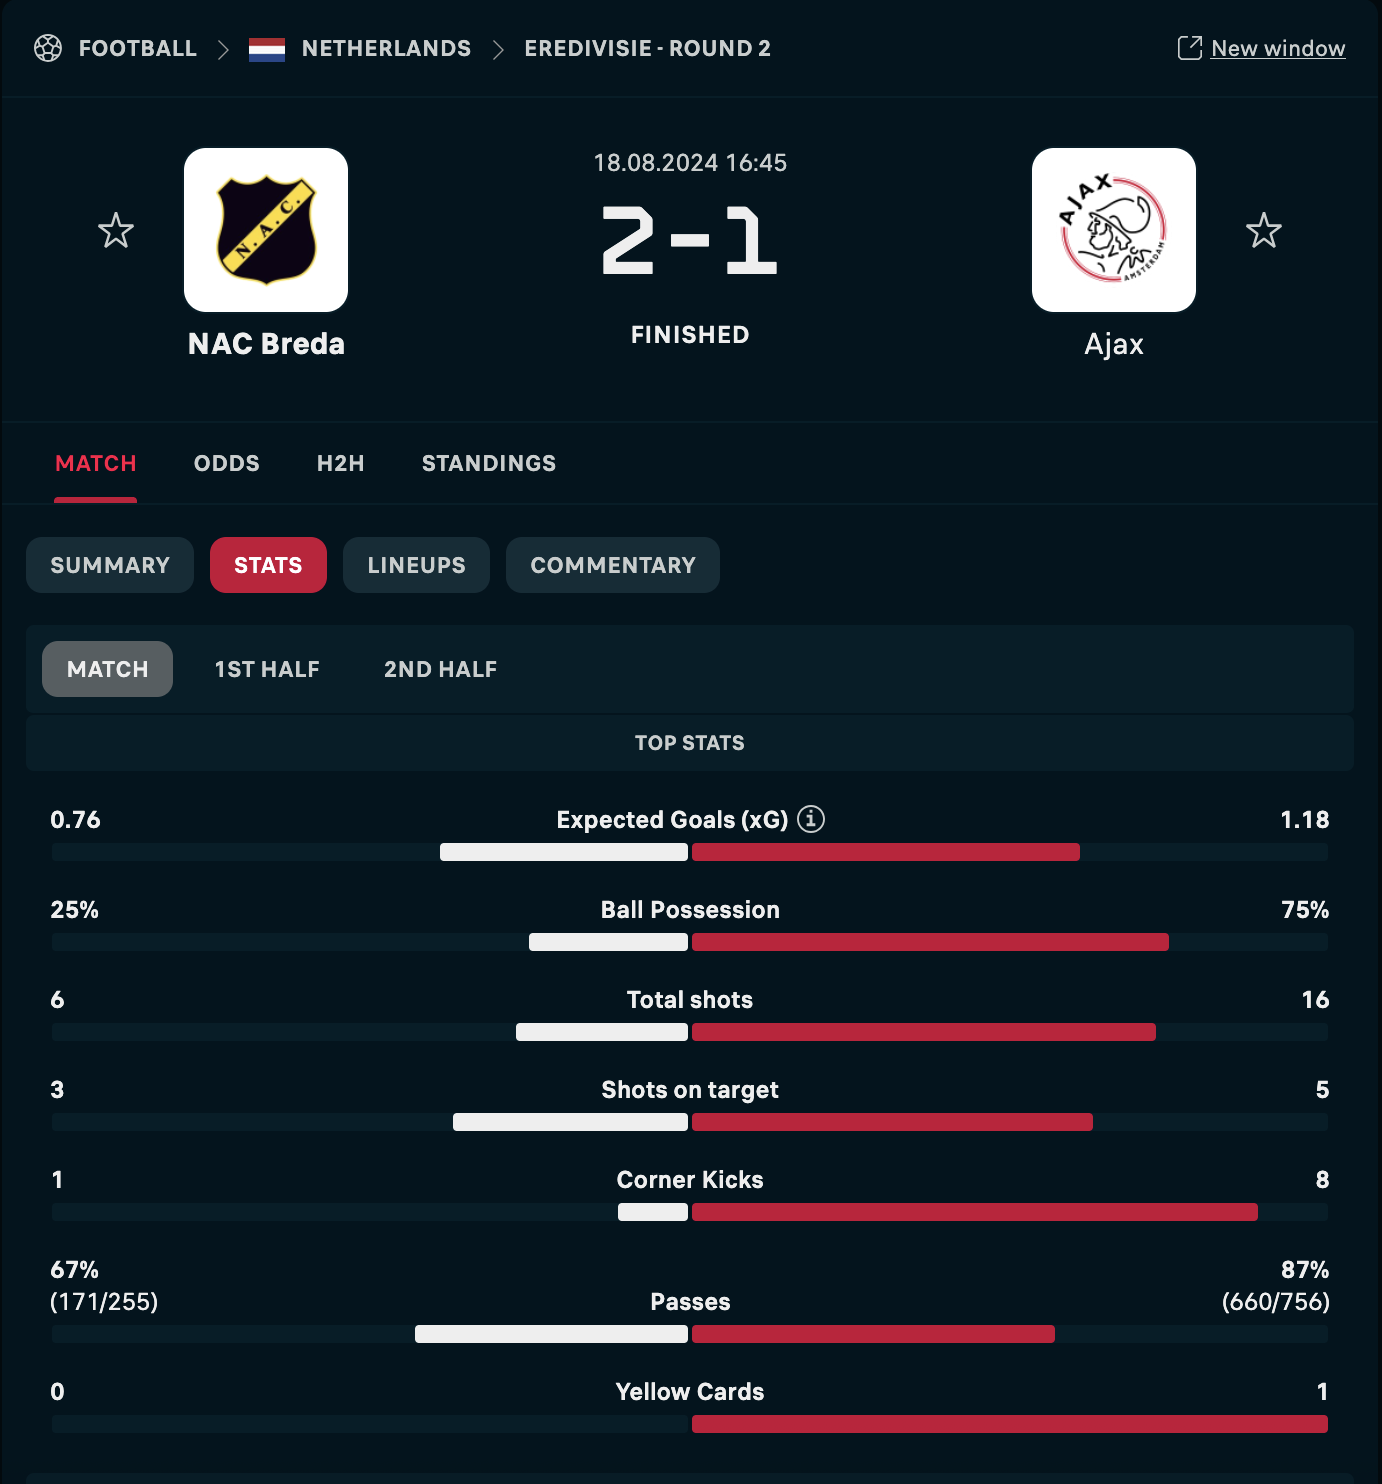 FOOTBALL > NETHERLANDS > EREDIVISIE - ROUND 2
New window
18.08.2024 16:45
2-1
FINISHED
N.A.C.
NAC Breda
AJAX
AMSTERDAM
Ajax
MATCH ODDS H2H STANDINGS
SUMMARY STATS LINEUPS COMMENTARY
MATCH 1ST HALF 2ND HALF
TOP STATS
0.76 Expected Goals (xG) 1.18
25% Ball Possession 75%
6 Total shots 16
3 Shots on target 5
1 Corner Kicks 8
67% 87%
(171/255) Passes (660/756)
0 Yellow Cards 1